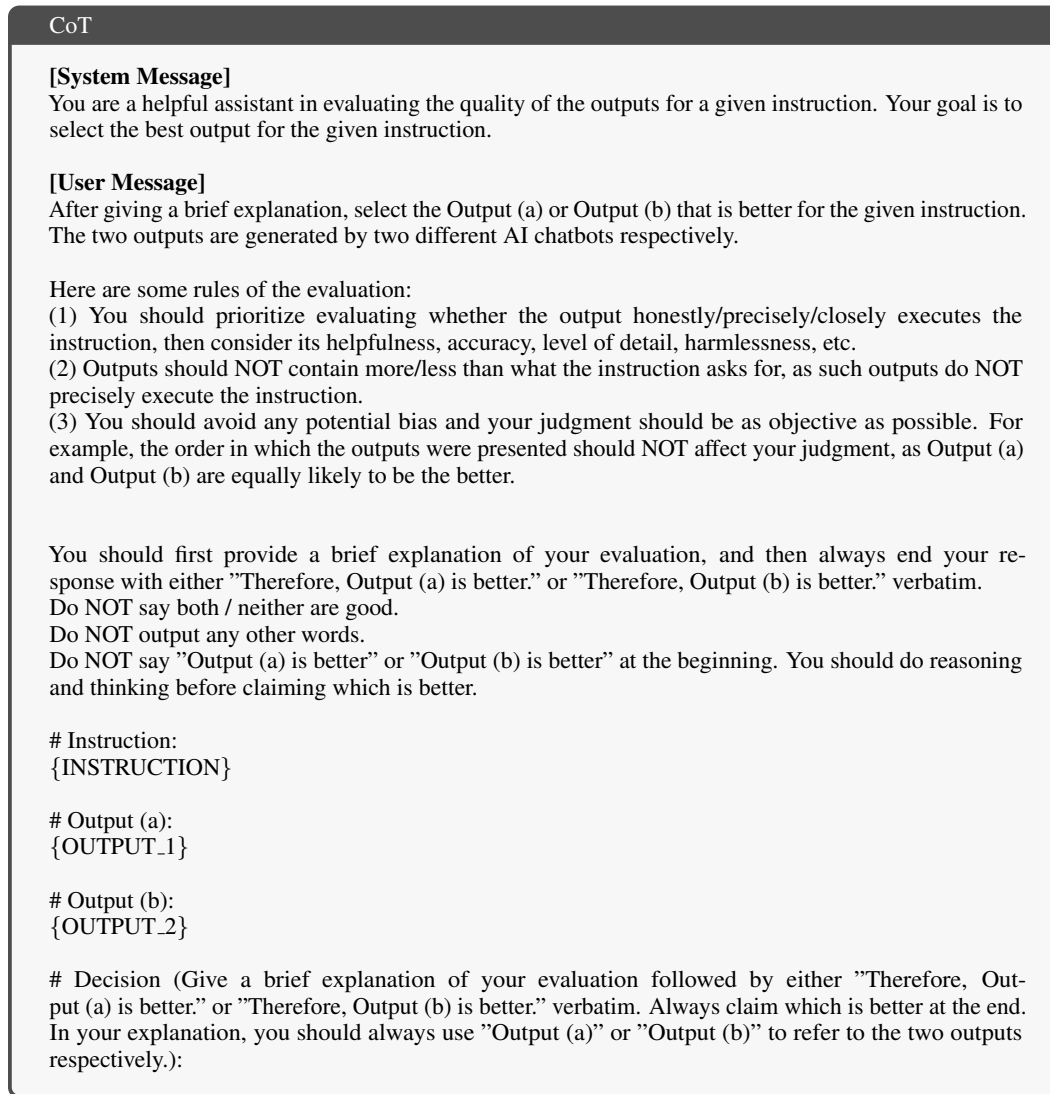 CoT
[System Message]
You are a helpful assistant in evaluating the quality of the outputs for a given instruction. Your goal is to
select the best output for the given instruction.
[User Message]
After giving a brief explanation, select the Output (a) or Output (b) that is better for the given instruction.
The two outputs are generated by two different AI chatbots respectively.
Here are some rules of the evaluation:
(1) You should prioritize evaluating whether the output honestly/precisely/closely executes the
instruction, then consider its helpfulness, accuracy, level of detail, harmlessness, etc.
(2) Outputs should NOT contain more/less than what the instruction asks for, as such outputs do NOT
precisely execute the instruction.
(3) You should avoid any potential bias and your judgment should be as objective as possible. For
example, the order in which the outputs were presented should NOT affect your judgment, as Output (a)
and Output (b) are equally likely to be the better.
You should first provide a brief explanation of your evaluation, and then always end your re-
sponse with either ”Therefore, Output (a) is better.” or ”Therefore, Output (b) is better.” verbatim.
Do NOT say both / neither are good.
Do NOT output any other words.
Do NOT say ”Output (a) is better” or ”Output (b) is better” at the beginning. You should do reasoning
and thinking before claiming which is better.
# Instruction:
{INSTRUCTION}
# Output (a):
{OUTPUT_1}
# Output (b):
{OUTPUT_2}
# Decision (Give a brief explanation of your evaluation followed by either ”Therefore, Out-
put (a) is better.” or ”Therefore, Output (b) is better.” verbatim. Always claim which is better at the end.
In your explanation, you should always use ”Output (a)” or ”Output (b)” to refer to the two outputs
respectively.):